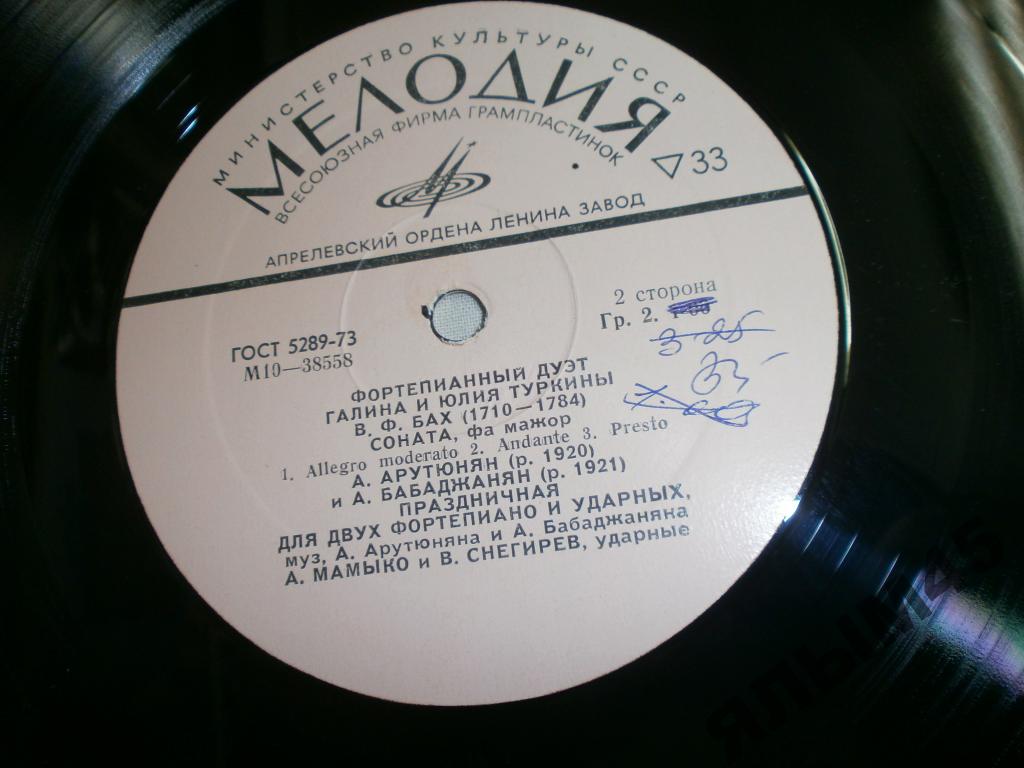 МИНИСТЕРСТВО КУЛЬТУРЫ СССР
МЕЛОДИЯ
ВСЕСОЮЗНАЯ ФИРМА ГРАМПЛАСТИНОК
33
АПРЕЛЕВСКИЙ ОРДЕНА ЛЕНИНА ЗАВОД
2 сторона
Гр. 2.
3-25
ГОСТ 5289-73
М10—38558
ФОРТЕПИАННЫЙ ДУЭТ
ГАЛИНА И ЮЛИЯ ТУРКИНЫ
В. Ф. БАХ (1710—1784)
СОНАТА, фа мажор
1. Allegro moderato 2. Andante 3. Presto
А. АРУТЮНЯН (р. 1920)
и А. БАБАДЖАНЯН (р. 1921)
ПРАЗДНИЧНАЯ
ДЛЯ ДВУХ ФОРТЕПИАНО И УДАРНЫХ,
муз. А. Арутюняна и А. Бабаджаняна
А. МАМЫКО и В. СНЕГИРЕВ, ударные